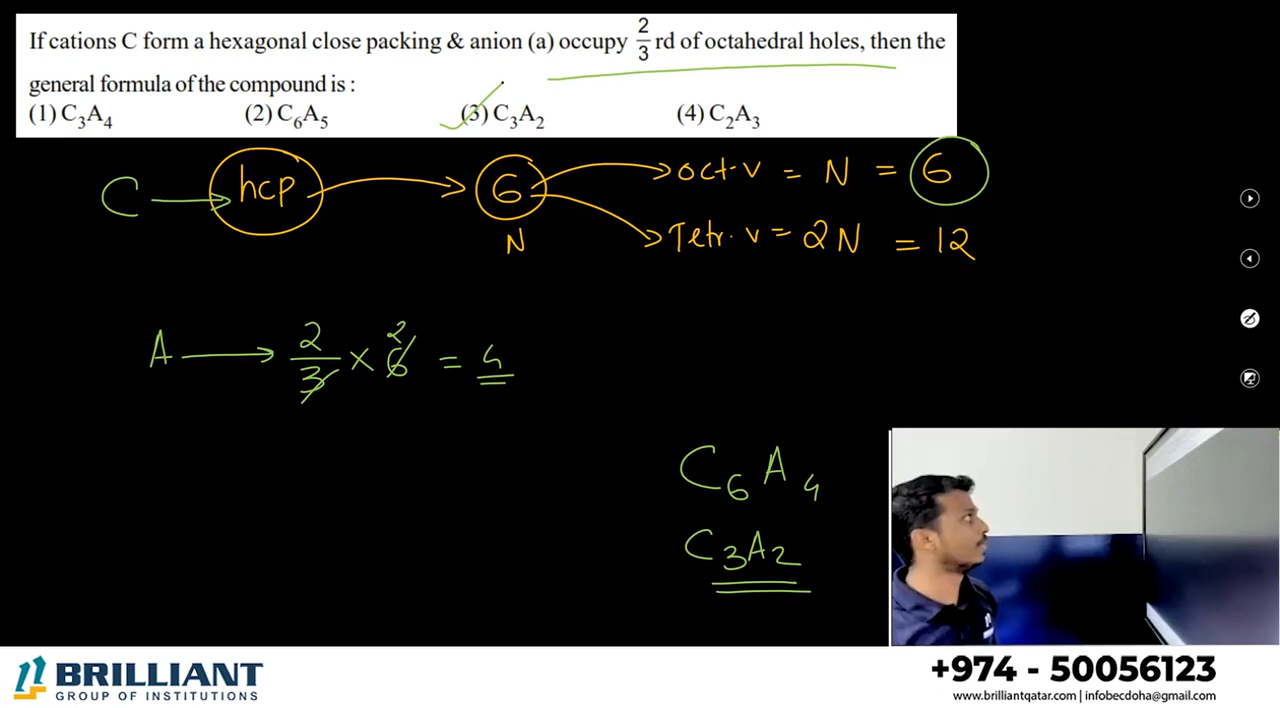 If cations C form a hexagonal close packing & anion (a) occupy 2/3 rd of octahedral holes, then the
general formula of the compound is :
(1) C₃A₄ (2) C₆A₅ (3) C₃A₂ (4) C₂A₃
C → hcp → 6 → oct.v = N = 6
N → Tetr.v = 2N = 12
A → 2/3 × 6 2 = 4
C₆A₄
C₃A₂
BRILLIANT
GROUP OF INSTITUTIONS
+974 - 50056123
www.brilliantqatar.com | infobecdoha@gmail.com